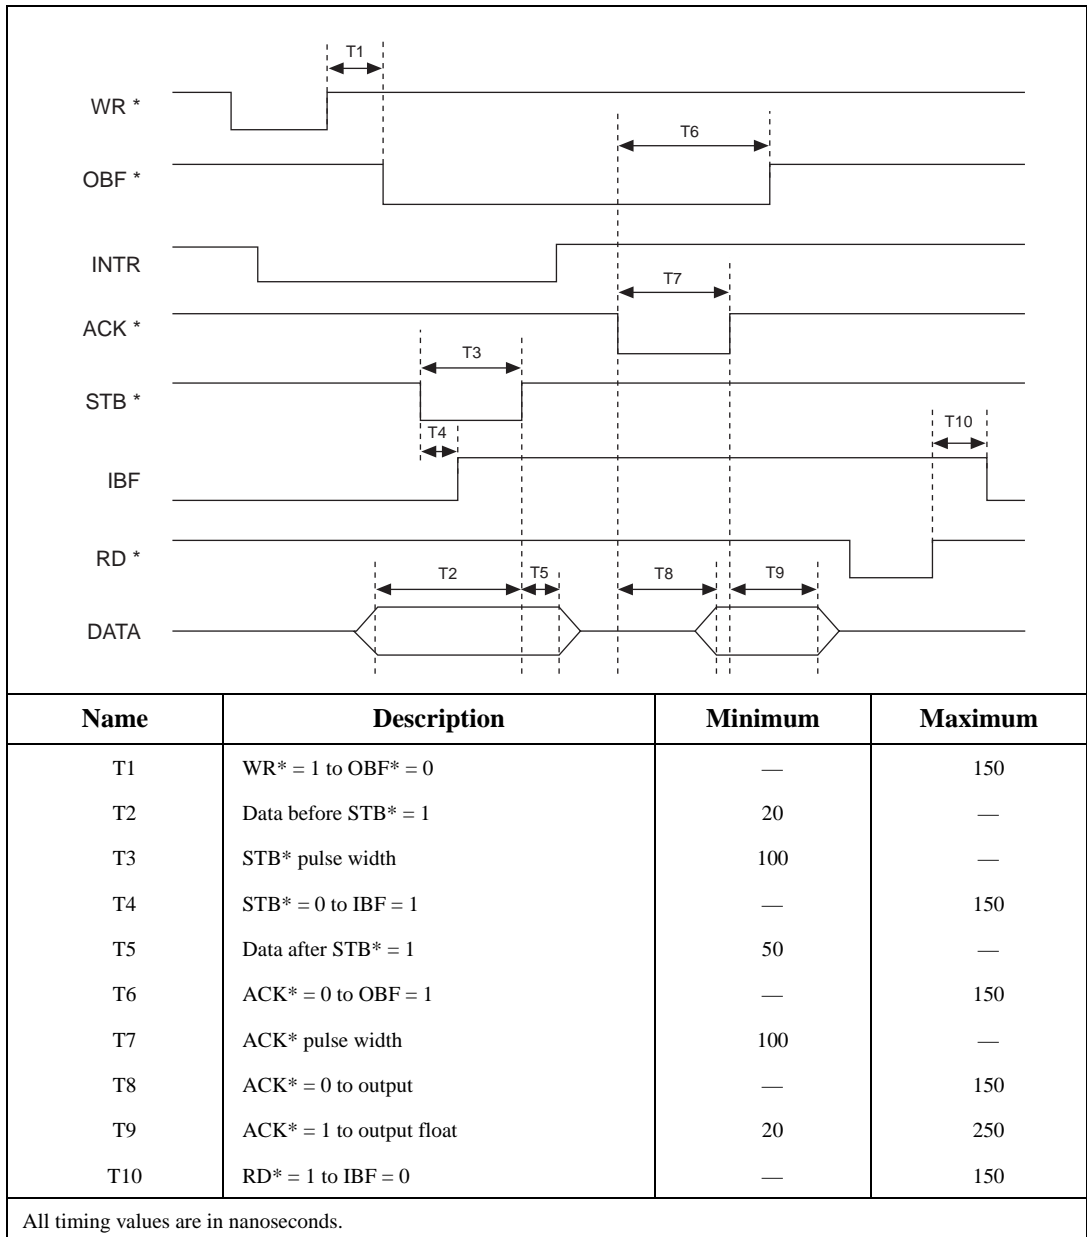 T1
WR *
T6
OBF *
INTR
T7
ACK *
T3
STB *
T4
T10
IBF
RD *
T2 T5 T8 T9
DATA
Name Description Minimum Maximum
T1 WR* = 1 to OBF* = 0 — 150
T2 Data before STB* = 1 20 —
T3 STB* pulse width 100 —
T4 STB* = 0 to IBF = 1 — 150
T5 Data after STB* = 1 50 —
T6 ACK* = 0 to OBF = 1 — 150
T7 ACK* pulse width 100 —
T8 ACK* = 0 to output — 150
T9 ACK* = 1 to output float 20 250
T10 RD* = 1 to IBF = 0 — 150
All timing values are in nanoseconds.